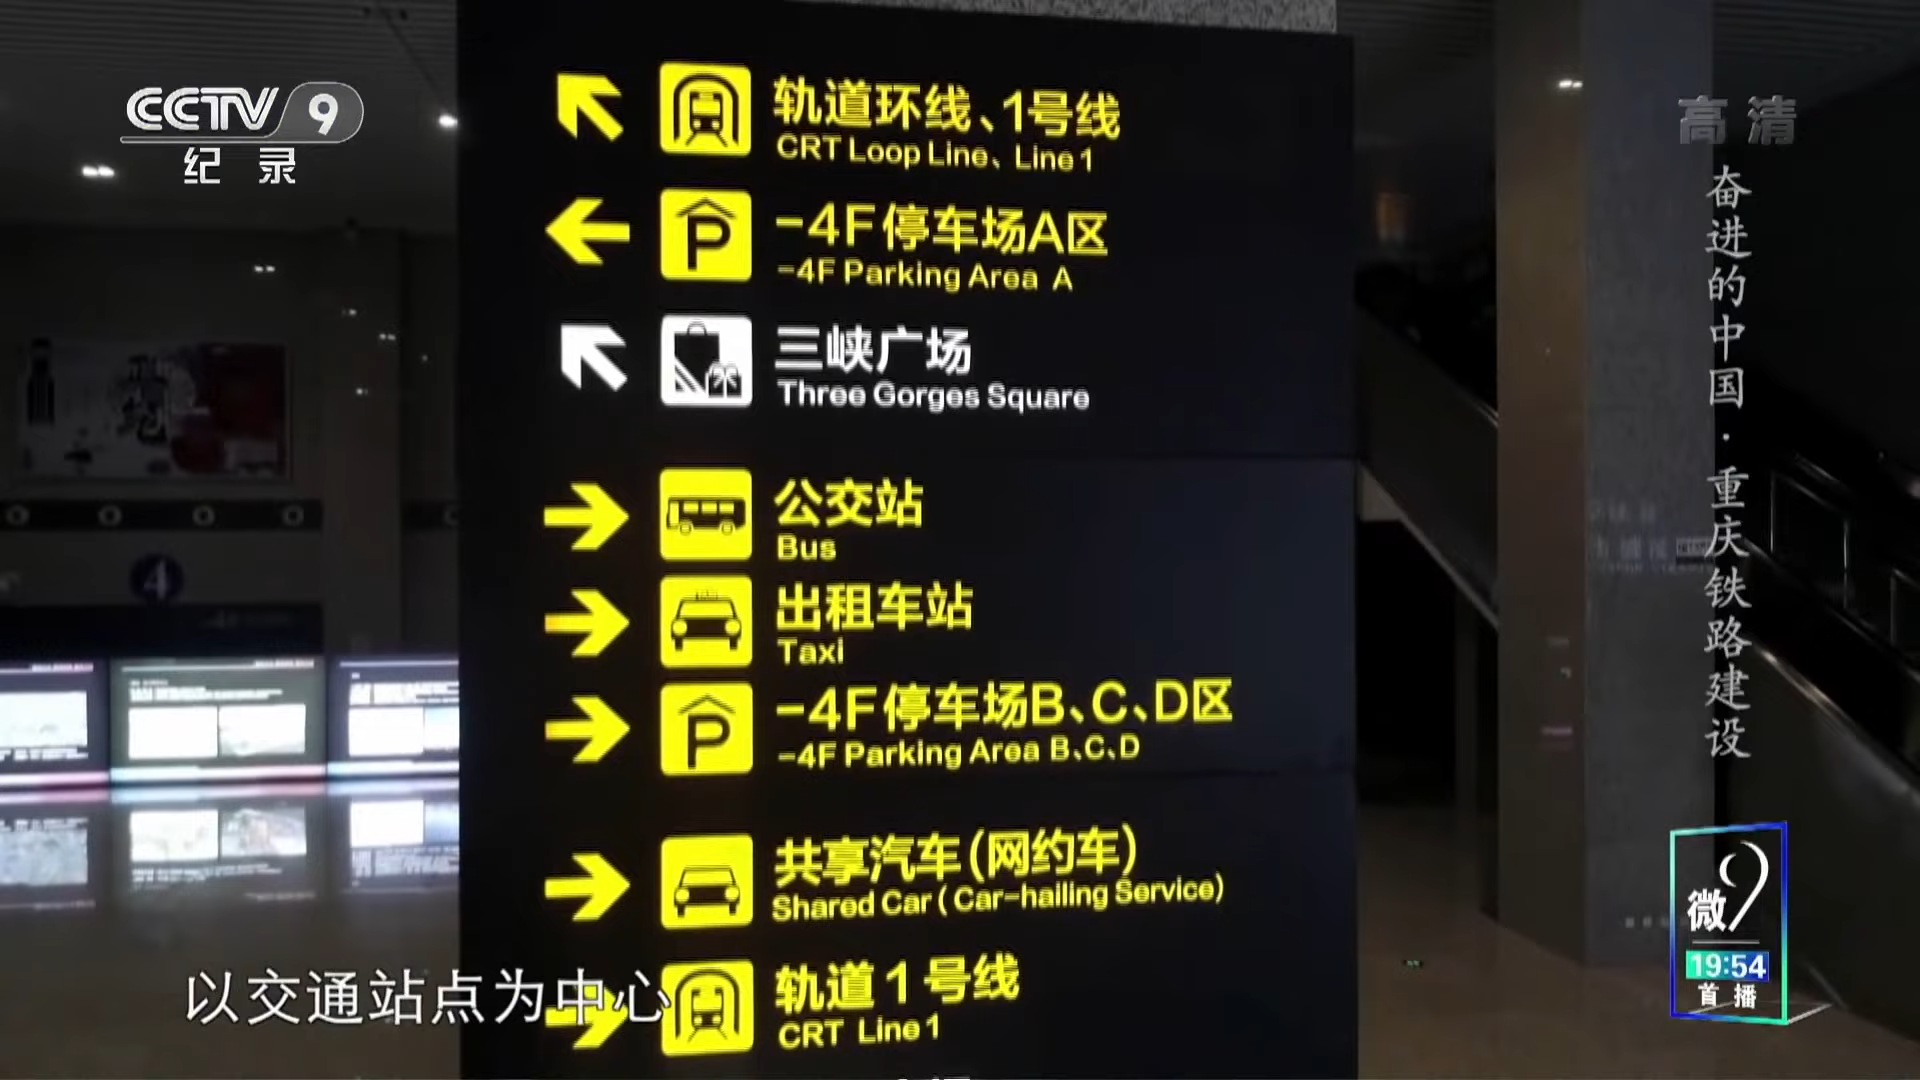 CCTV 9
纪录
高清
奋进的中国·重庆铁路建设
轨道环线、1号线
CRT Loop Line、Line 1
P
-4F停车场A区
-4F Parking Area A
三峡广场
Three Gorges Square
公交站
Bus
出租车站
Taxi
P
-4F停车场B、C、D区
-4F Parking Area B、C、D
共享汽车(网约车)
Shared Car(Car-hailing Service)
轨道1号线
CRT Line 1
4
以交通站点为中心
微9
19:54
首播